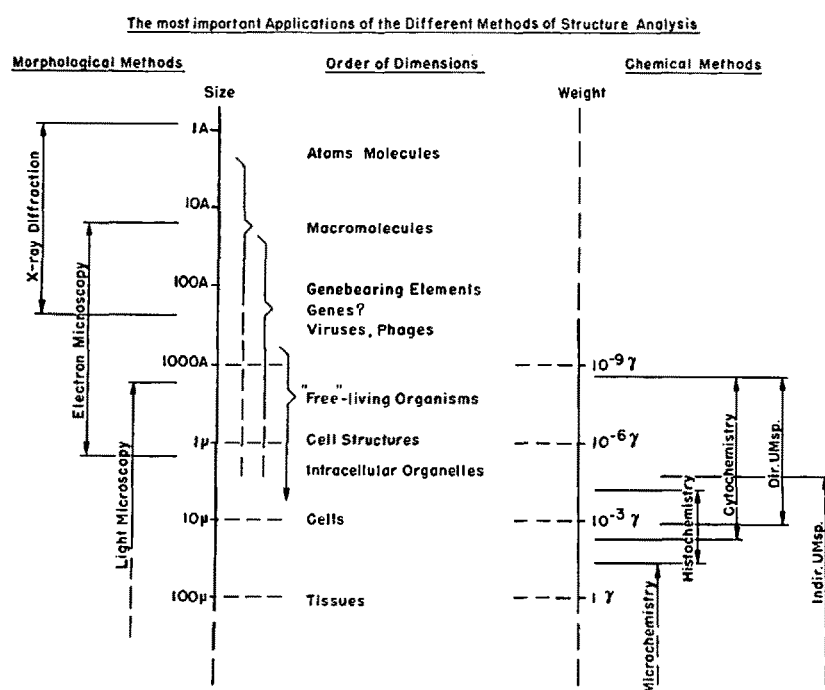 The most important Applications of the Different Methods of Structure Analysis
Morphological Methods
Order of Dimensions
Chemical Methods
Size
Weight
1A
Atoms Molecules
10A
Macromolecules
X-ray Diffraction
100A
Genebearing Elements
Genes?
Viruses, Phages
Electron Microscopy
1000A
10-9 γ
"Free"-living Organisms
1μ
Cell Structures
10-6 γ
Intracellular Organelles
Cytochemistry
Dir. UMsp.
Light Microscopy
10μ
Cells
10-3 γ
Histochemistry
Indir. UMsp.
100μ
Tissues
1 γ
Microchemistry